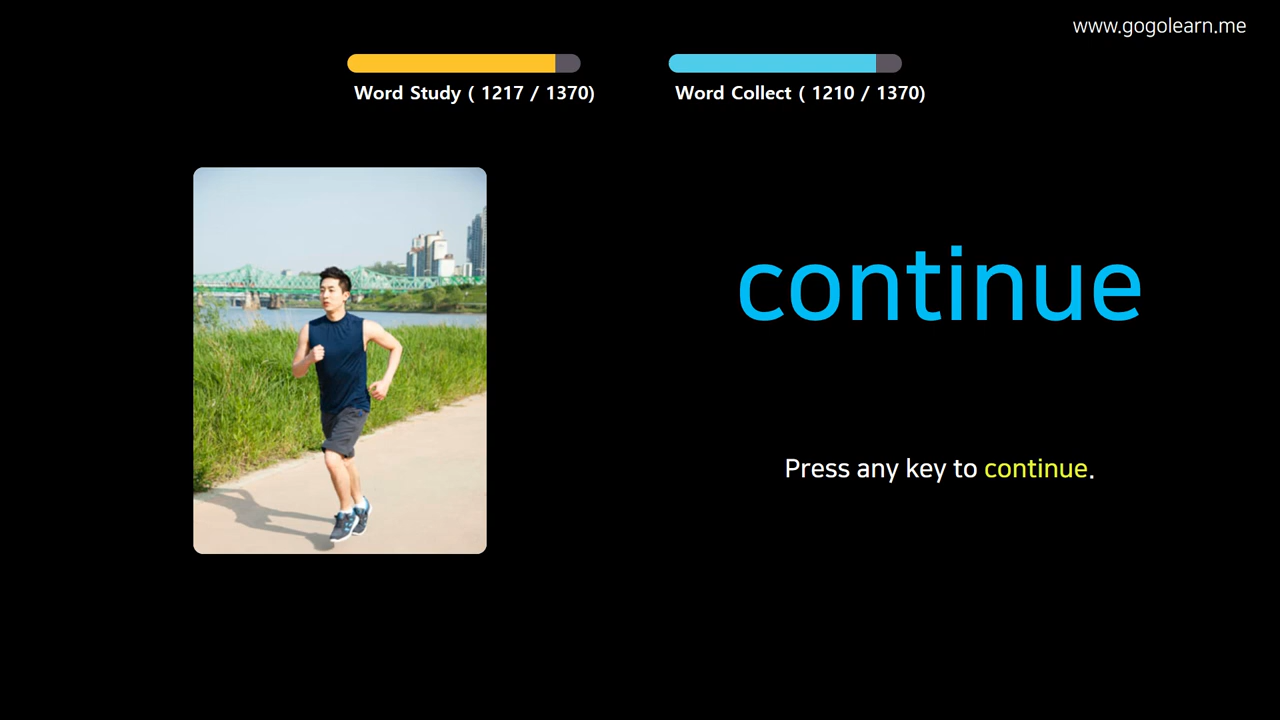 www.gogolearn.me
Word Study ( 1217 / 1370)
Word Collect ( 1210 / 1370)
continue
Press any key to continue.